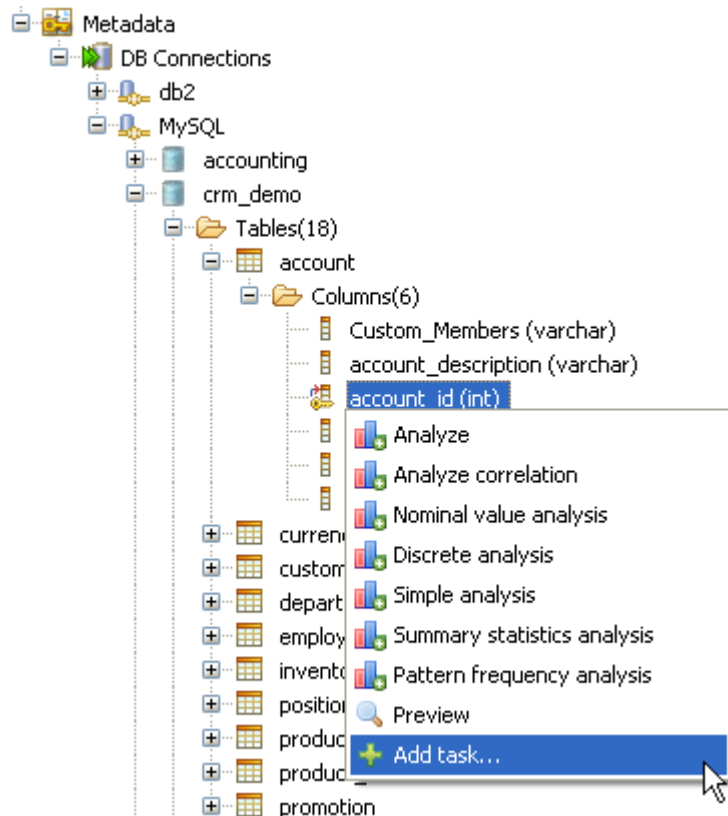 Metadata
DB Connections
db2
MySQL
accounting
crm_demo
Tables(18)
account
Columns(6)
Custom_Members (varchar)
account_description (varchar)
account_id (int)
Analyze
Analyze correlation
Nominal value analysis
Discrete analysis
Simple analysis
Summary statistics analysis
Pattern frequency analysis
Preview
Add task...
promotion